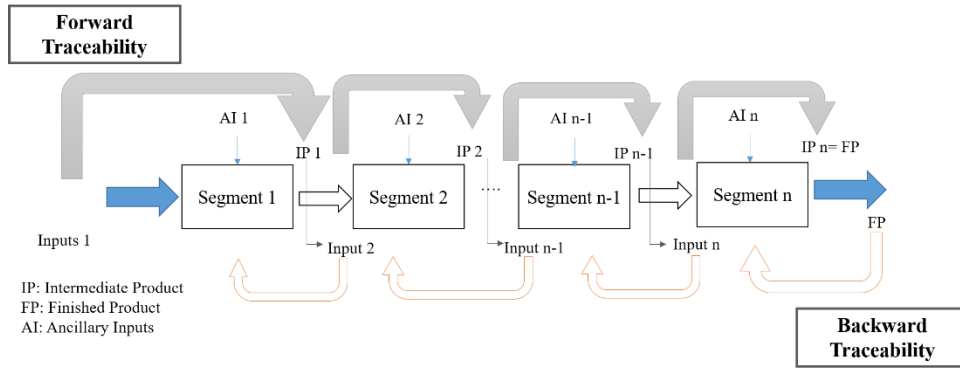 Forward
Traceability
AI 1
AI 2
AI n-1
AI n
IP 1
IP 2
IP n-1
IP n= FP
Segment 1
Segment 2
....
Segment n-1
Segment n
Inputs 1
Input 2
Input n-1
Input n
FP
IP: Intermediate Product
FP: Finished Product
AI: Ancillary Inputs
Backward
Traceability